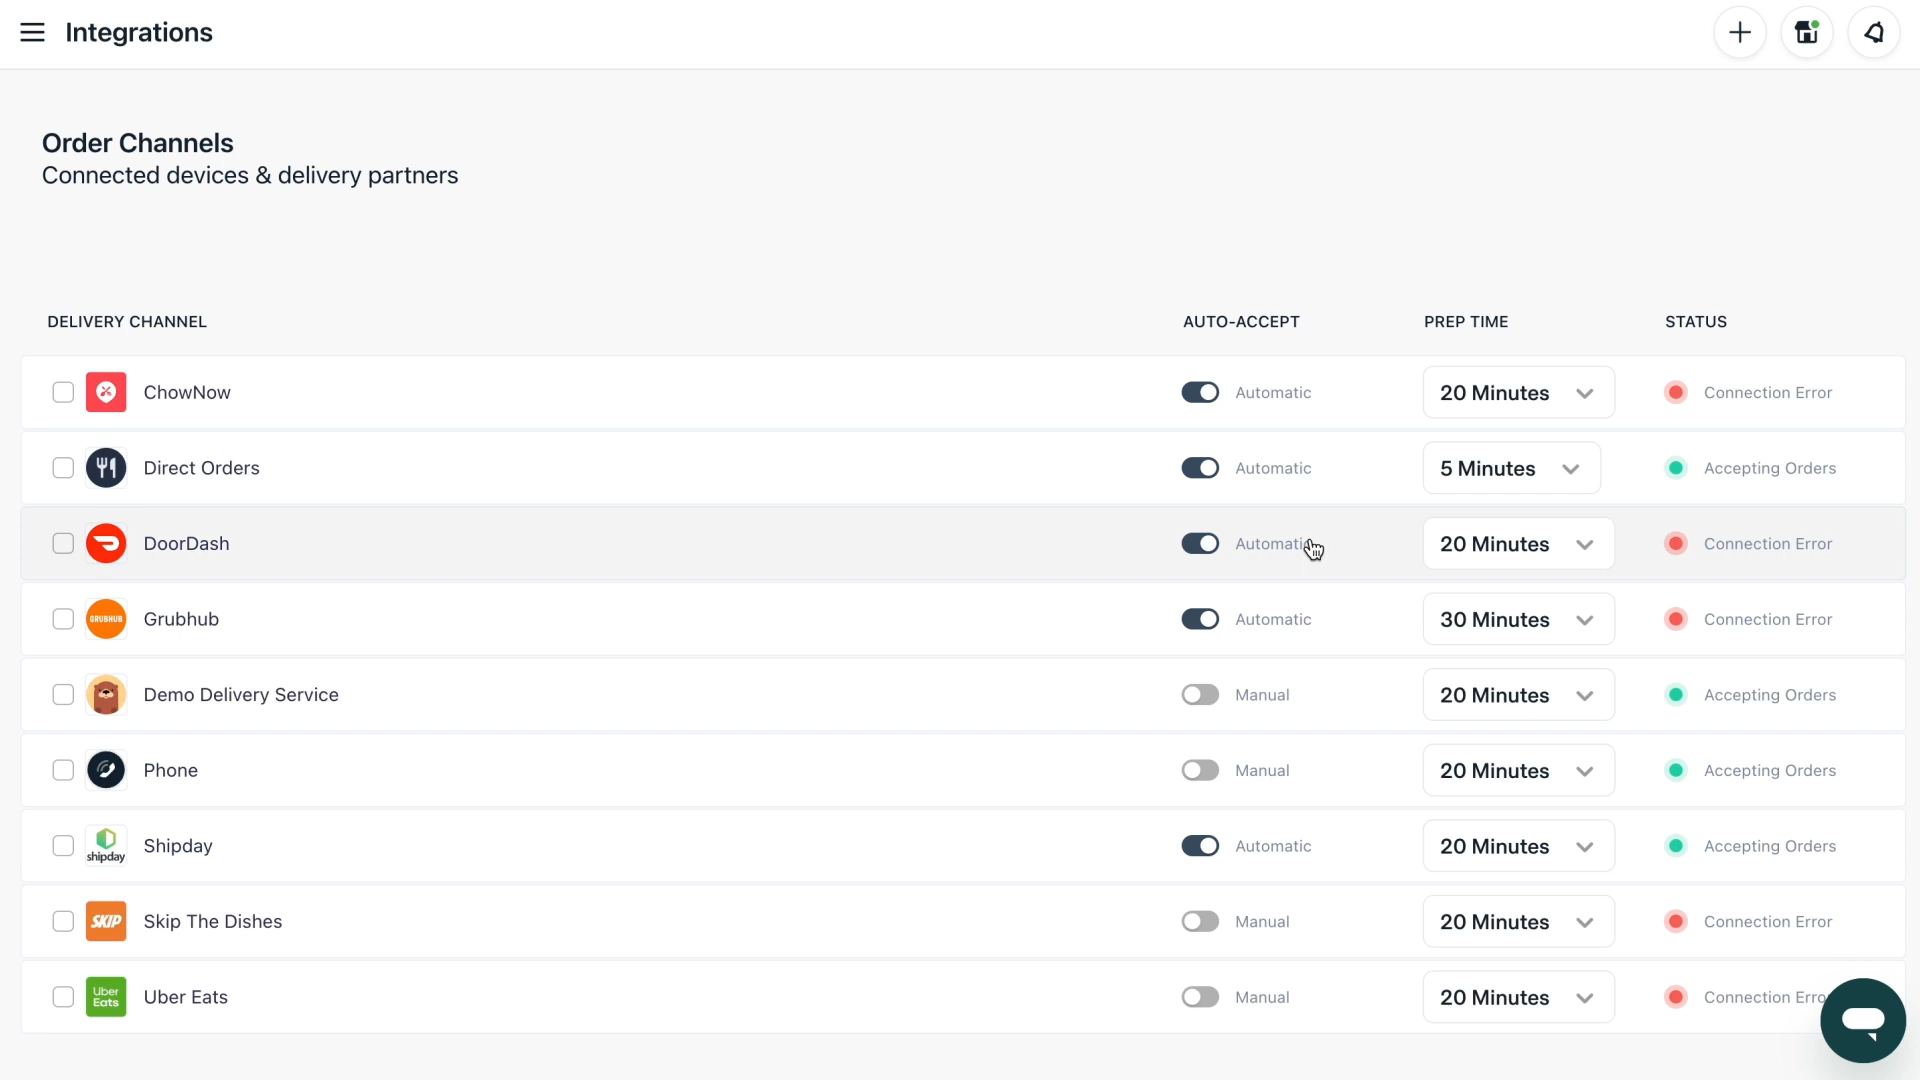 Integrations
Order Channels
Connected devices & delivery partners
DELIVERY CHANNEL AUTO-ACCEPT PREP TIME STATUS
ChowNow Automatic 20 Minutes Connection Error
Direct Orders Automatic 5 Minutes Accepting Orders
DoorDash Automatic 20 Minutes Connection Error
GRUBHUB Grubhub Automatic 30 Minutes Connection Error
Demo Delivery Service Manual 20 Minutes Accepting Orders
Phone Manual 20 Minutes Accepting Orders
shipday Shipday Automatic 20 Minutes Accepting Orders
SKIP Skip The Dishes Manual 20 Minutes Connection Error
Uber Eats Uber Eats Manual 20 Minutes Connection Erro